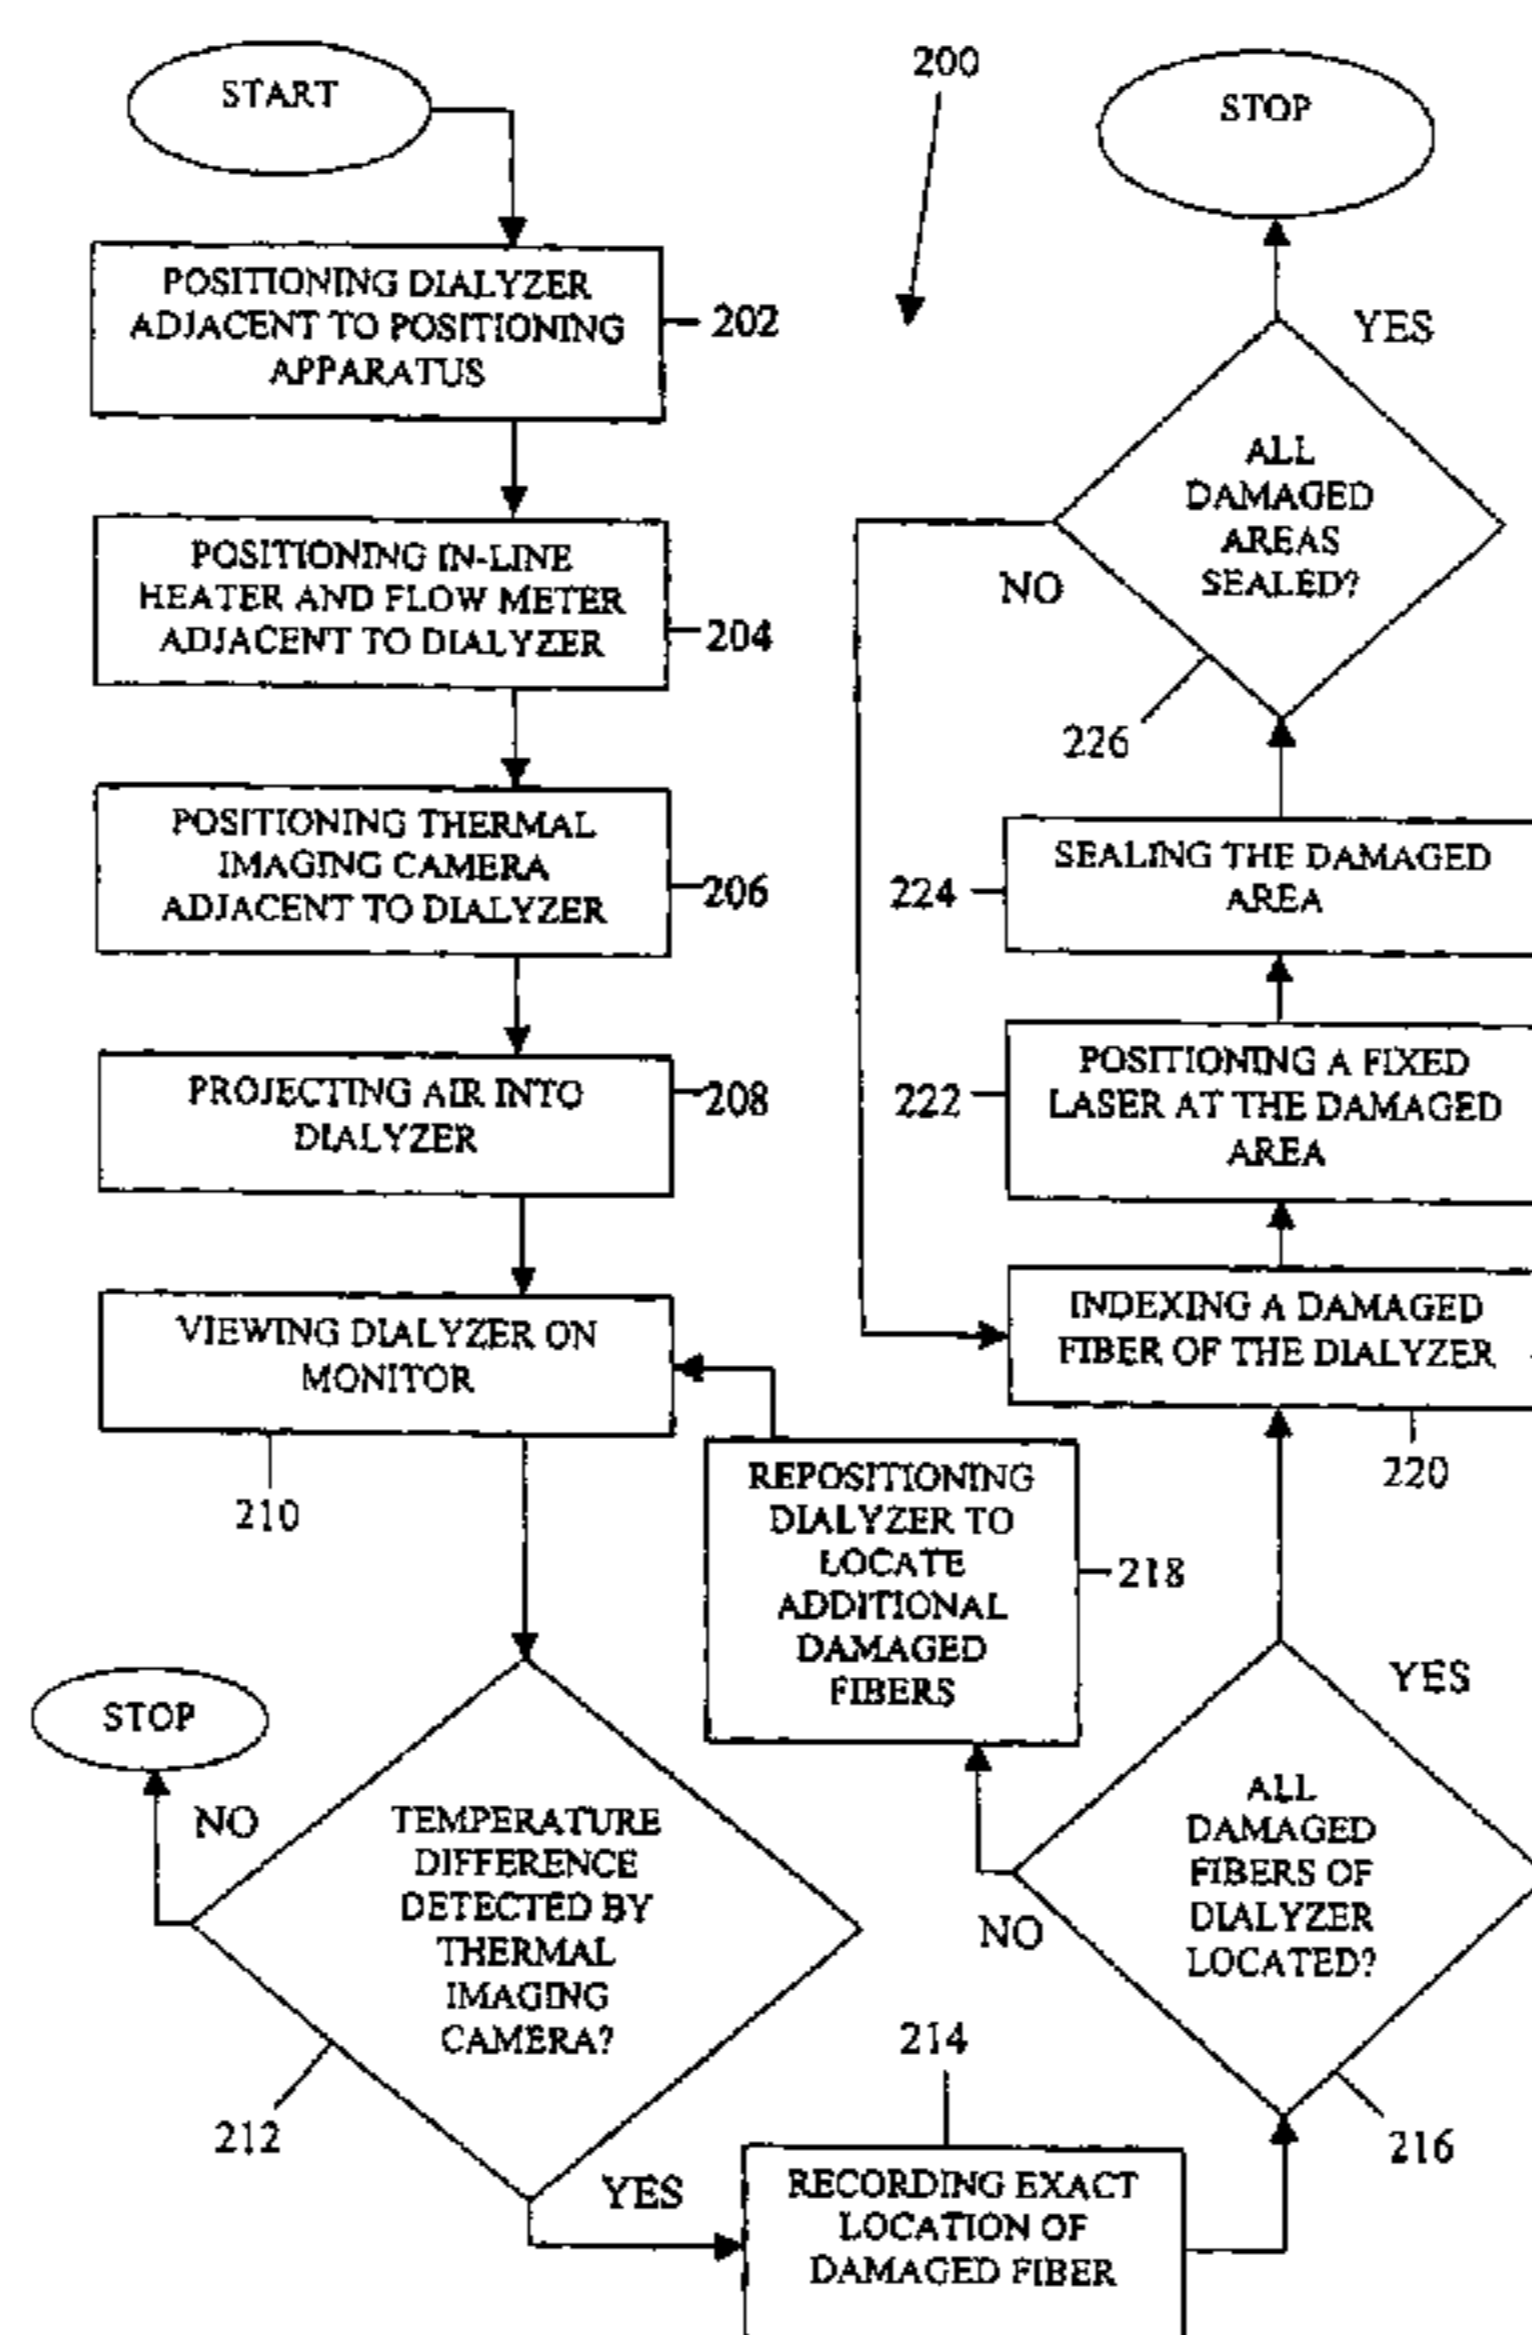 START
POSITIONING DIALYZER
ADJACENT TO POSITIONING
APPARATUS
202
POSITIONING IN-LINE
HEATER AND FLOW METER
ADJACENT TO DIALYZER
204
POSITIONING THERMAL
IMAGING CAMERA
ADJACENT TO DIALYZER
206
PROJECTING AIR INTO
DIALYZER
208
VIEWING DIALYZER ON
MONITOR
210
STOP
NO
TEMPERATURE
DIFFERENCE
DETECTED BY
THERMAL
IMAGING
CAMERA?
212
YES
214
RECORDING EXACT
LOCATION OF
DAMAGED FIBER
REPOSITIONING
DIALYZER TO
LOCATE
ADDITIONAL
DAMAGED
FIBERS
218
200
STOP
YES
ALL
DAMAGED
AREAS
SEALED?
NO
226
SEALING THE DAMAGED
AREA
224
POSITIONING A FIXED
LASER AT THE DAMAGED
AREA
222
INDEXING A DAMAGED
FIBER OF THE DIALYZER
220
YES
ALL
DAMAGED
FIBERS OF
DIALYZER
LOCATED?
NO
216